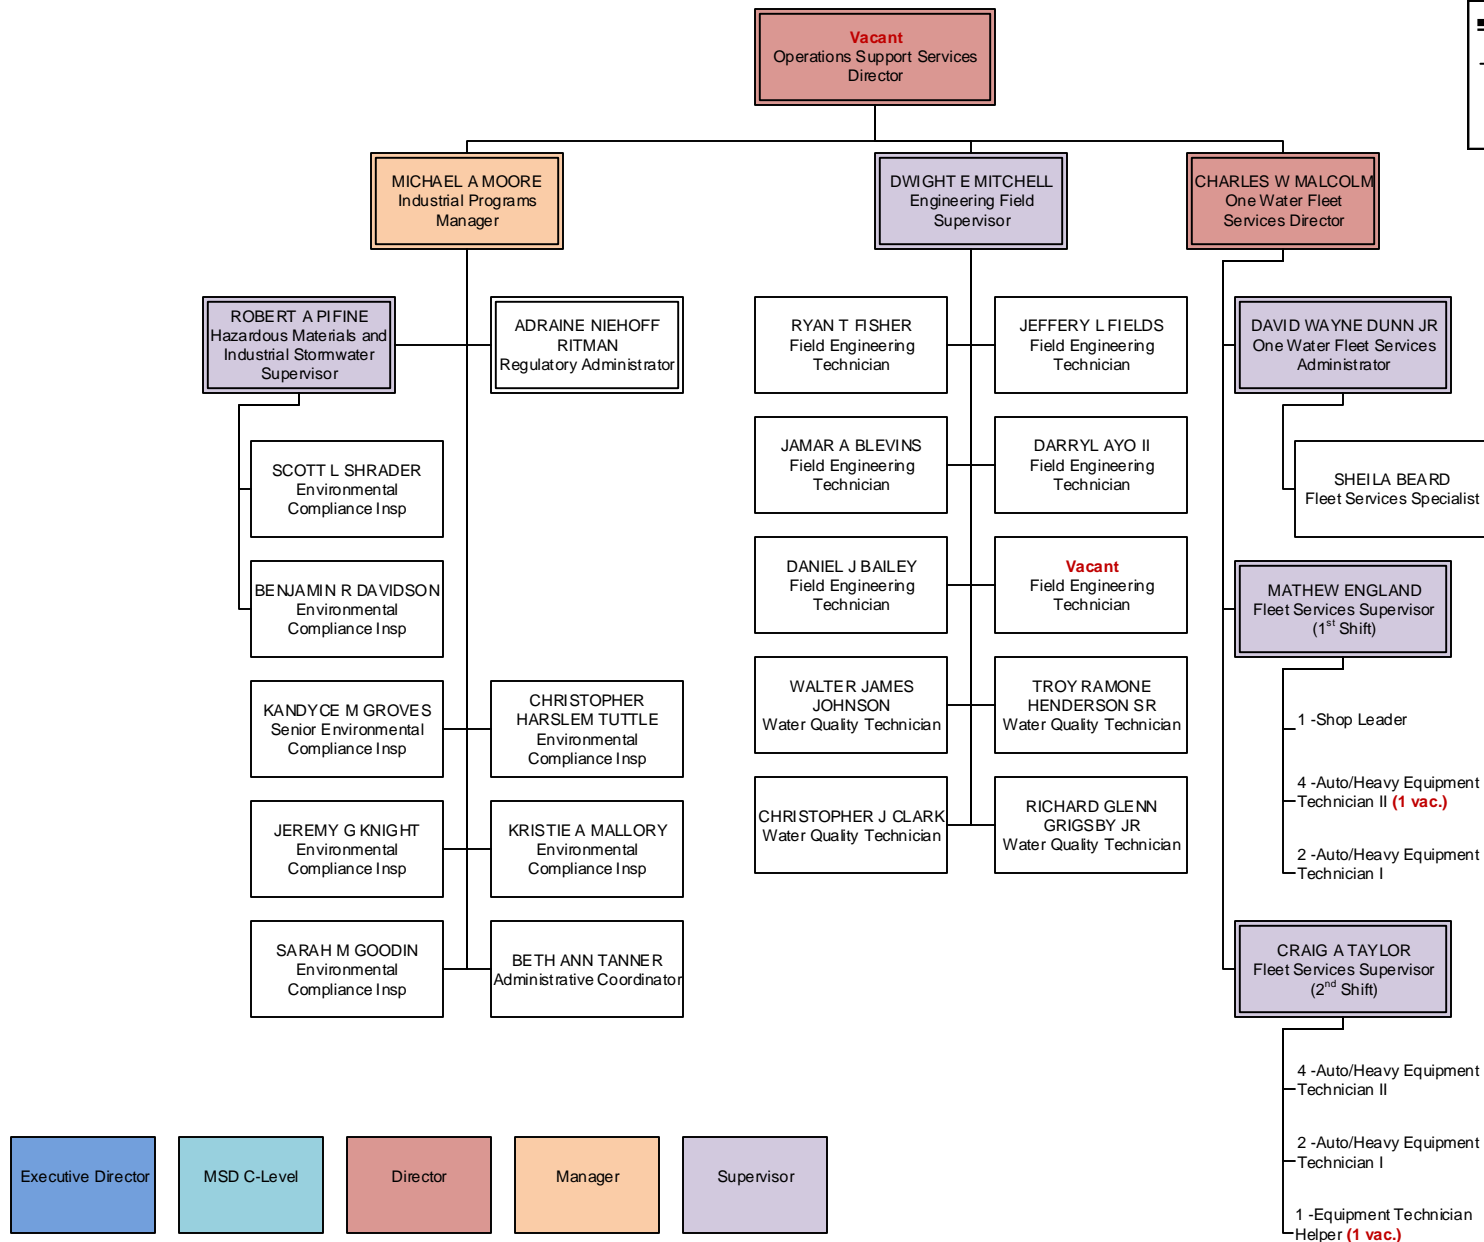 Vacant
Operations Support Services
Director
MICHAEL A MOORE
Industrial Programs
Manager
DWIGHT E MITCHELL
Engineering Field
Supervisor
CHARLES W MALCOLM
One Water Fleet
Services Director
ROBERT A PIFINE
Hazardous Materials and
Industrial Stormwater
Supervisor
ADRAINE NIEHOFF
RITMAN
Regulatory Administrator
SCOTT L SHRADER
Environmental
Compliance Insp
BENJAMIN R DAVIDSON
Environmental
Compliance Insp
KANDYCE M GROVES
Senior Environmental
Compliance Insp
CHRISTOPHER
HARSLEM TUTTLE
Environmental
Compliance Insp
JEREMY G KNIGHT
Environmental
Compliance Insp
KRISTIE A MALLORY
Environmental
Compliance Insp
SARAH M GOODIN
Environmental
Compliance Insp
BETH ANN TANNER
Administrative Coordinator
RYAN T FISHER
Field Engineering
Technician
JEFFERY L FIELDS
Field Engineering
Technician
JAMAR A BLEVINS
Field Engineering
Technician
DARRYL AYO II
Field Engineering
Technician
DANIEL J BAILEY
Field Engineering
Technician
Vacant
Field Engineering
Technician
WALTER JAMES
JOHNSON
Water Quality Technician
TROY RAMONE
HENDERSON SR
Water Quality Technician
CHRISTOPHER J CLARK
Water Quality Technician
RICHARD GLENN
GRIGSBY JR
Water Quality Technician
DAVID WAYNE DUNN JR
One Water Fleet Services
Administrator
SHEILA BEARD
Fleet Services Specialist
MATHEW ENGLAND
Fleet Services Supervisor
(1st Shift)
1 -Shop Leader
4 -Auto/Heavy Equipment
Technician II (1 vac.)
2 -Auto/Heavy Equipment
Technician I
CRAIG A TAYLOR
Fleet Services Supervisor
(2nd Shift)
4 -Auto/Heavy Equipment
Technician II
2 -Auto/Heavy Equipment
Technician I
1 -Equipment Technician
Helper (1 vac.)
Executive Director
MSD C-Level
Director
Manager
Supervisor